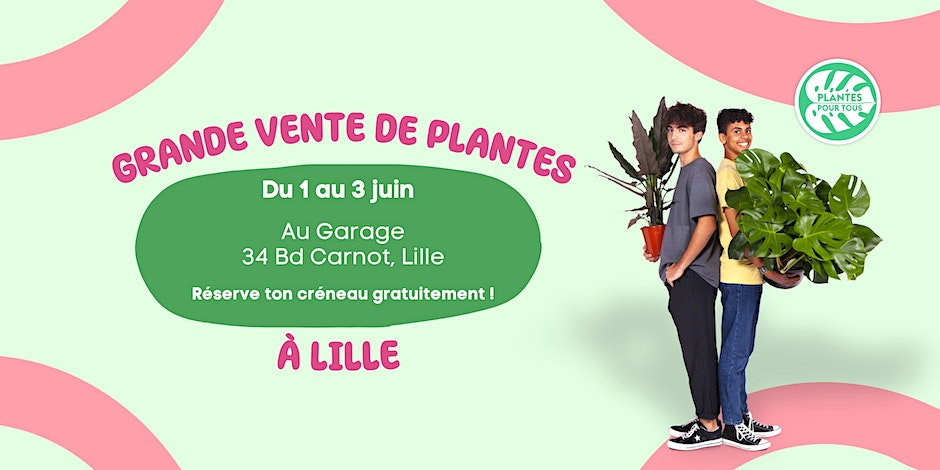 GRANDE VENTE DE PLANTES
Du 1 au 3 juin
Au Garage
34 Bd Carnot, Lille
Réserve ton créneau gratuitement !
À LILLE
PLANTES
POUR TOUS